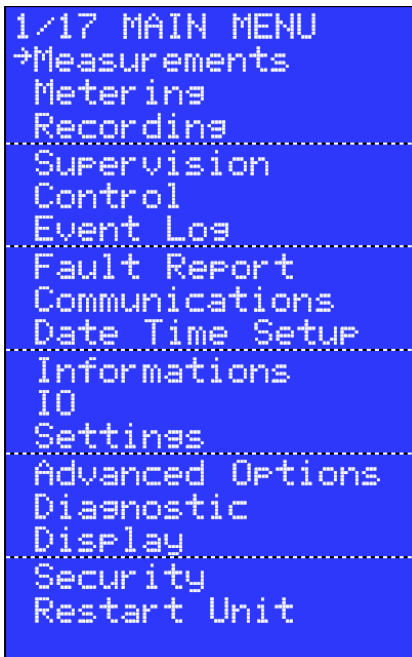 1/17 MAIN MENU
→Measurements
Metering
Recording
Supervision
Control
Event Log
Fault Report
Communications
Date Time Setup
Informations
IO
Settings
Advanced Options
Diagnostic
Display
Security
Restart Unit